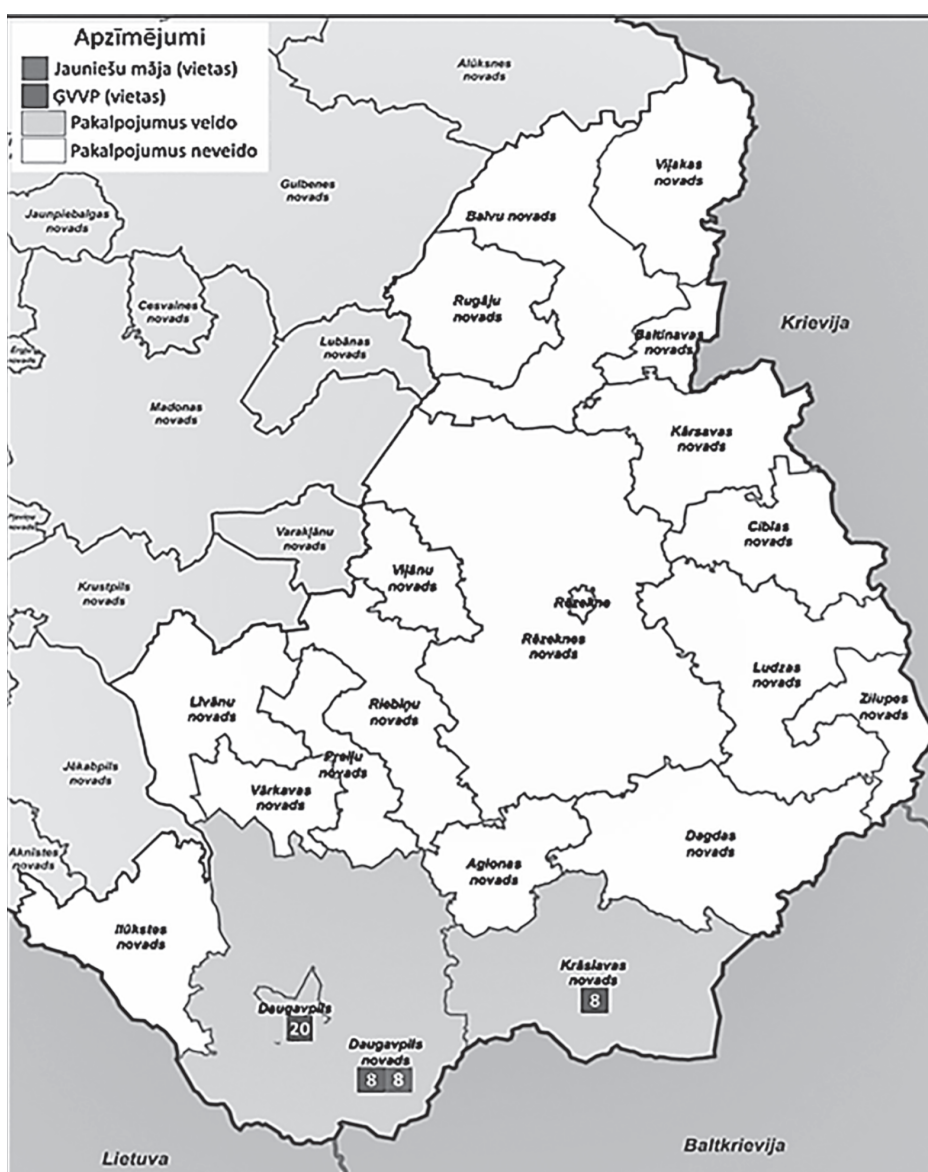 Apzīmējumi
Jauniešu māja (vietas)
ĢVVP (vietas)
Pakalpojumus veido
Pakalpojumus neveido
Alūksnes
novads
Viļakas
novads
Gulbenes
novads
Jaunpiebalgas
novads
Balvu novads
Cesvaines
novads
Rugāju
novads
Lubānas
novads
Baltinavas
novads
Krievija
novads
Madonas
novads
Kārsavas
novads
novads
Varakļānu
novads
Ciblas
novads
Viļānu
novads
Krustpils
novads
Rēzekne
Rēzeknes
novads
Ludzas
novads
Zilupes
novads
Līvānu
novads
Riebiņu
novads
Preiļu
novads
Jēkabpils
novads
Vārkavas
novads
Dagdas
novads
Aknīstes
novads
Aglonas
novads
Ilūkstes
novads
Krāslavas
novads
8
Daugavpils
20
Daugavpils
novads
8 8
Lietuva
Baltkrievija